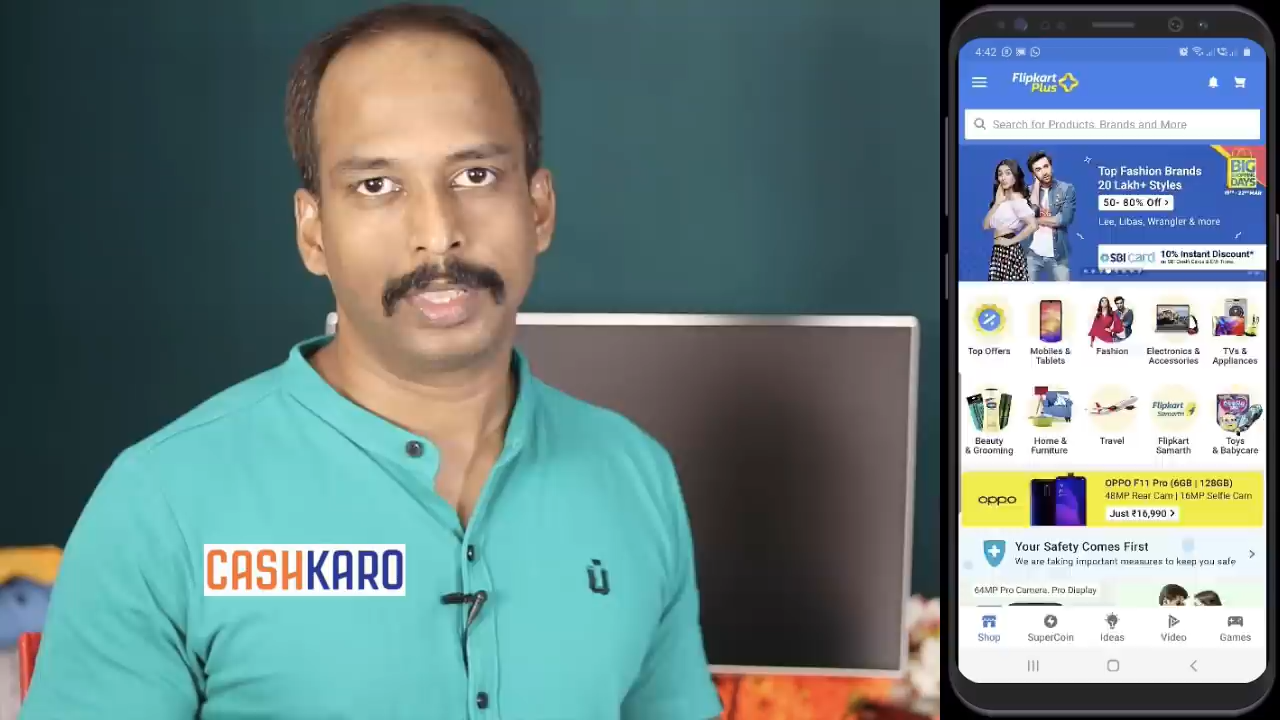 CASHKARO
ü
4:42
Flipkart
Plus
Search for Products, Brands and More
Top Fashion Brands
20 Lakh+ Styles
50- 80% Off >
Lee, Libas, Wrangler & more
BIG
SHOPPING
DAYS
SBI card 10% Instant Discount*
Top Offers
Mobiles & Tablets
Fashion
Electronics & Accessories
TVs & Appliances
Beauty & Grooming
Home & Furniture
Travel
Flipkart Samarth
Flipkart Samarth
Toys & Babycare
oppo
OPPO F11 Pro (6GB | 128GB)
48MP Rear Cam | 16MP Selfie Cam
Just ₹16,990 >
Your Safety Comes First
We are taking important measures to keep you safe
64MP Pro Camera. Pro Display
Shop
SuperCoin
Ideas
Video
Games